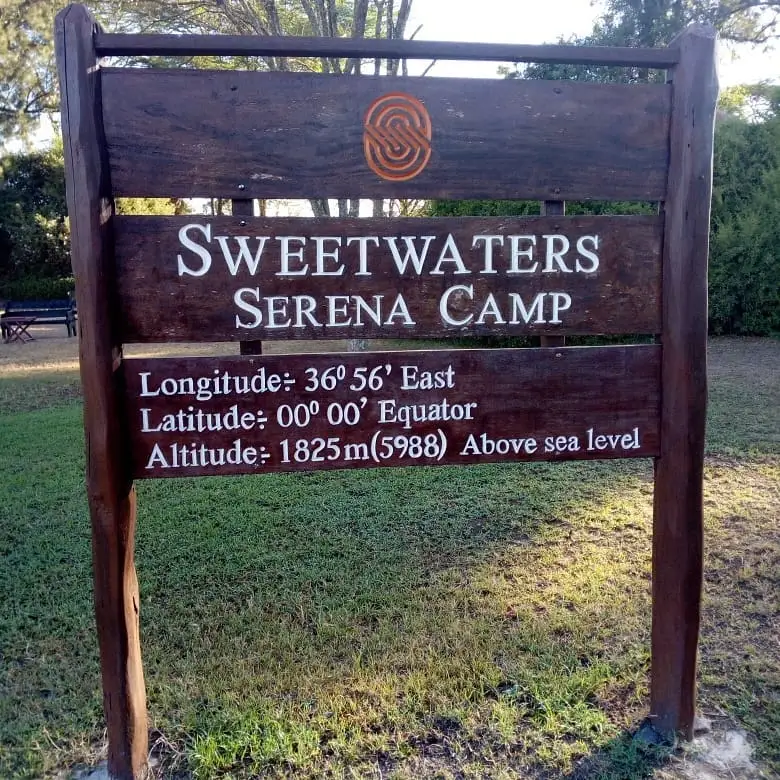 SWEETWATERS
SERENA CAMP
Longitude:- 36⁰ 56' East
Latitude:- 00⁰ 00' Equator
Altitude:- 1825m(5988) Above sea level